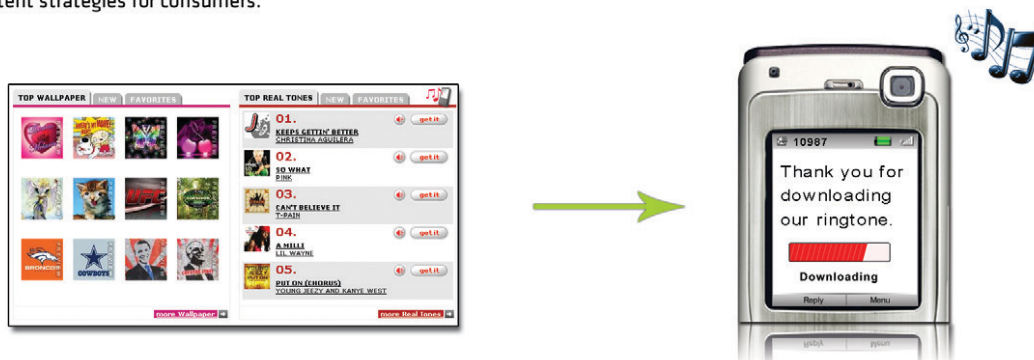 tent strategies for consumers.
TOP WALLPAPER NEW FAVORITES
BRONCOS
COWBOYS
more Wallpaper
TOP REAL TONES NEW FAVORITES
01. get it
KEEPS GETTIN' BETTER
CHRISTINA AGUILERA
02. get it
SO WHAT
PINK
03. get it
CAN'T BELIEVE IT
T-PAIN
04. get it
A MILLI
LIL WAYNE
05. get it
PUT ON (CHORUS)
YOUNG JEEZY AND KANYE WEST
more Real Tones
10987
Thank you for
downloading
our ringtone.
Downloading
Reply Menu